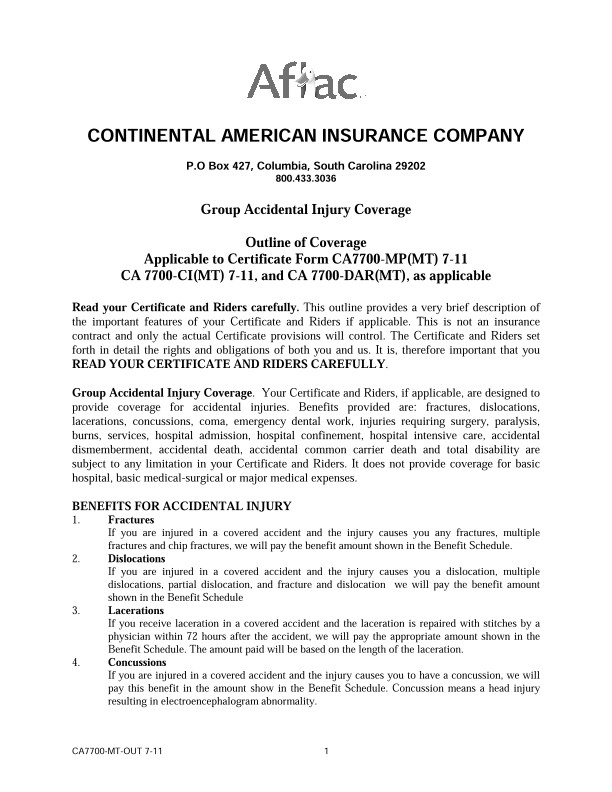 Aflac
CONTINENTAL AMERICAN INSURANCE COMPANY
P.O Box 427, Columbia, South Carolina 29202
800.433.3036
Group Accidental Injury Coverage
Outline of Coverage
Applicable to Certificate Form CA7700-MP(MT) 7-11
CA 7700-CI(MT) 7-11, and CA 7700-DAR(MT), as applicable
Read your Certificate and Riders carefully. This outline provides a very brief description of
the important features of your Certificate and Riders if applicable. This is not an insurance
contract and only the actual Certificate provisions will control. The Certificate and Riders set
forth in detail the rights and obligations of both you and us. It is, therefore important that you
READ YOUR CERTIFICATE AND RIDERS CAREFULLY.
Group Accidental Injury Coverage. Your Certificate and Riders, if applicable, are designed to
provide coverage for accidental injuries. Benefits provided are: fractures, dislocations,
lacerations, concussions, coma, emergency dental work, injuries requiring surgery, paralysis,
burns, services, hospital admission, hospital confinement, hospital intensive care, accidental
dismemberment, accidental death, accidental common carrier death and total disability are
subject to any limitation in your Certificate and Riders. It does not provide coverage for basic
hospital, basic medical-surgical or major medical expenses.
BENEFITS FOR ACCIDENTAL INJURY
1. Fractures
If you are injured in a covered accident and the injury causes you any fractures, multiple
fractures and chip fractures, we will pay the benefit amount shown in the Benefit Schedule.
2. Dislocations
If you are injured in a covered accident and the injury causes you a dislocation, multiple
dislocations, partial dislocation, and fracture and dislocation we will pay the benefit amount
shown in the Benefit Schedule
3. Lacerations
If you receive laceration in a covered accident and the laceration is repaired with stitches by a
physician within 72 hours after the accident, we will pay the appropriate amount shown in the
Benefit Schedule. The amount paid will be based on the length of the laceration.
4. Concussions
If you are injured in a covered accident and the injury causes you to have a concussion, we will
pay this benefit in the amount show in the Benefit Schedule. Concussion means a head injury
resulting in electroencephalogram abnormality.
CA7700-MT-OUT 7-11 1